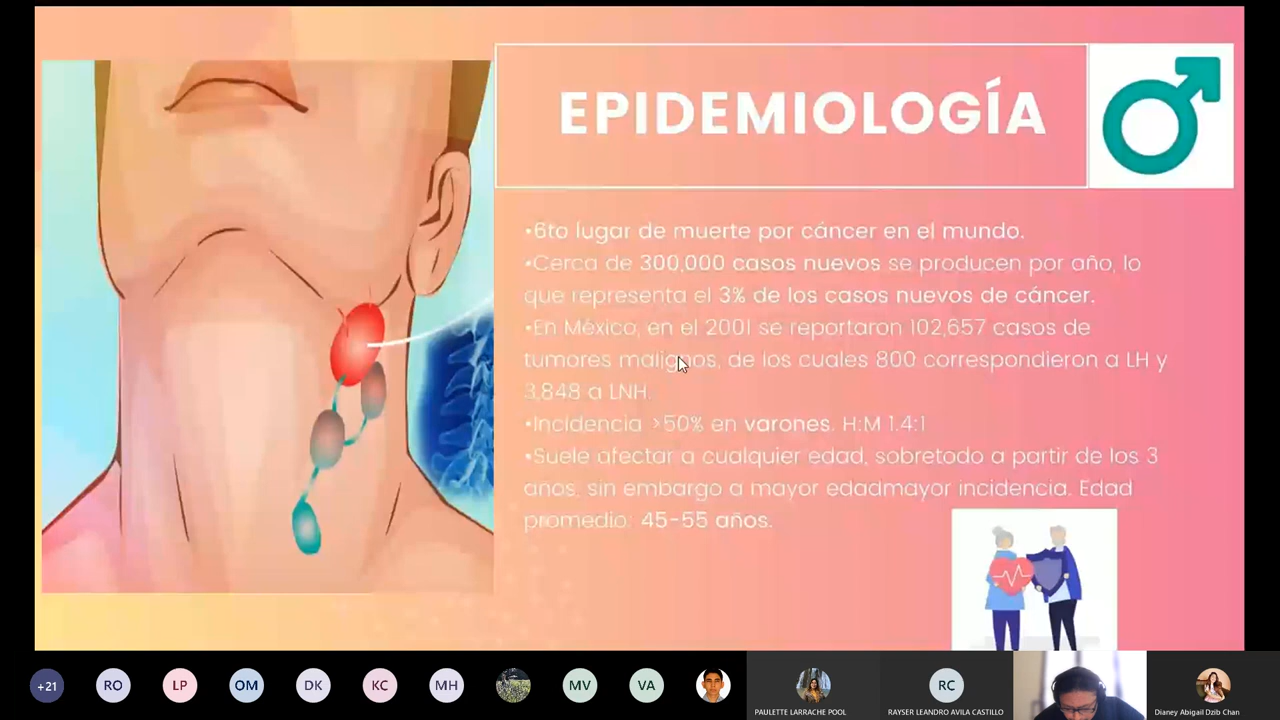 EPIDEMIOLOGÍA
•6to lugar de muerte por cáncer en el mundo.
•Cerca de 300,000 casos nuevos se producen por año, lo
que representa el 3% de los casos nuevos de cáncer.
•En México, en el 2001 se reportaron 102,657 casos de
tumores malignos, de los cuales 800 correspondieron a LH y
3,848 a LNH.
•Incidencia >50% en varones. H:M 1.4:1
•Suele afectar a cualquier edad, sobretodo a partir de los 3
años, sin embargo a mayor edadmayor incidencia. Edad
promedio: 45-55 años.
+21 RO LP OM DK KC MH MV VA RC
PAULETTE LARRACHE POOL RAYSER LEANDRO AVILA CASTILLO Dianey Abigail Dzib Chan